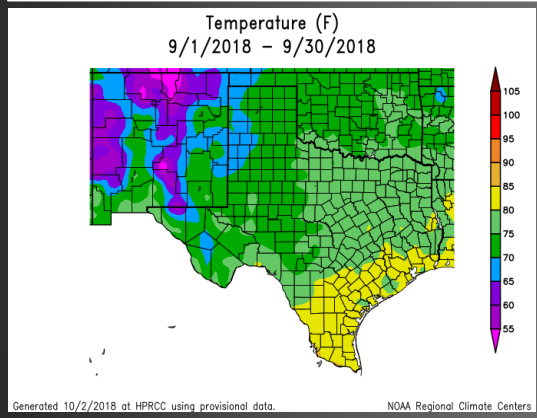 Temperature (F)
9/1/2018 – 9/30/2018
105
100
95
90
85
80
75
70
65
60
55
Generated 10/2/2018 at HPRCC using provisional data.
NOAA Regional Climate Centers